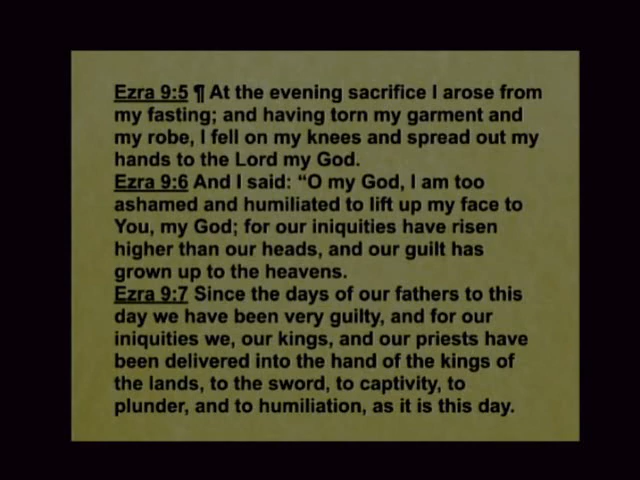 Ezra 9:5 ¶ At the evening sacrifice I arose from
my fasting; and having torn my garment and
my robe, I fell on my knees and spread out my
hands to the Lord my God.
Ezra 9:6 And I said: “O my God, I am too
ashamed and humiliated to lift up my face to
You, my God; for our iniquities have risen
higher than our heads, and our guilt has
grown up to the heavens.
Ezra 9:7 Since the days of our fathers to this
day we have been very guilty, and for our
iniquities we, our kings, and our priests have
been delivered into the hand of the kings of
the lands, to the sword, to captivity, to
plunder, and to humiliation, as it is this day.